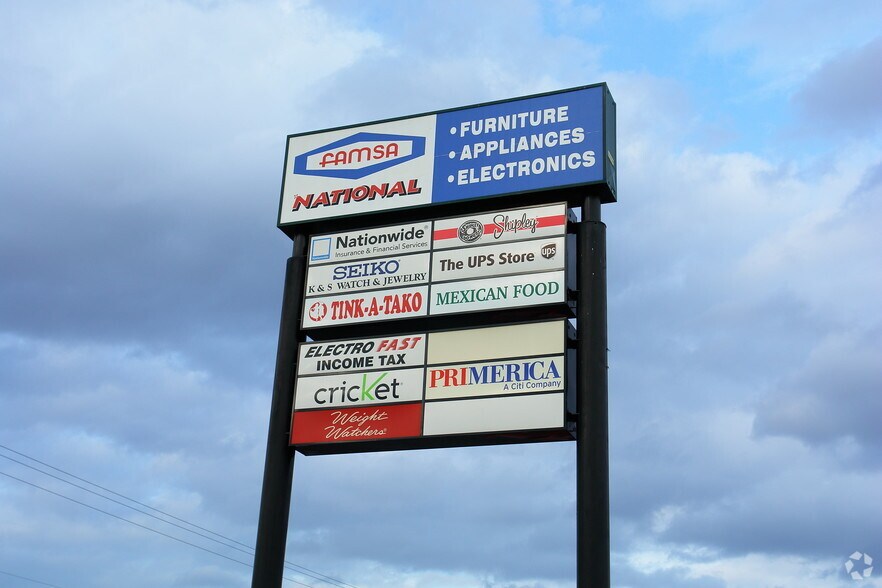 FAMSA
NATIONAL
• FURNITURE
• APPLIANCES
• ELECTRONICS
Nationwide®
Insurance & Financial Services
Shipley
SEIKO
K & S WATCH & JEWELRY
The UPS Store
ups
TINK-A-TAKO
MEXICAN FOOD
ELECTRO FAST
INCOME TAX
cricket
PRIMERICA
A Citi Company
Weight
Watchers